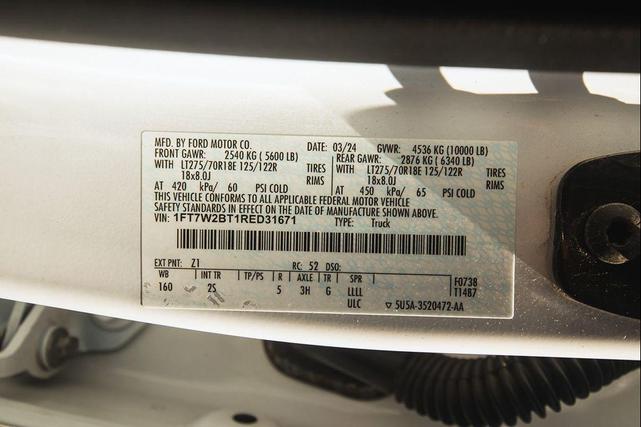 MFD. BY FORD MOTOR CO. DATE: 03/24 GVWR: 4536 KG (10000 LB)
FRONT GAWR: 2540 KG ( 5600 LB) REAR GAWR: 2876 KG ( 6340 LB)
WITH LT275/70R18E 125/122R TIRES WITH LT275/70R18E 125/122R TIRES
18x8.0J RIMS 18x8.0J RIMS
AT 420 kPa/ 60 PSI COLD AT 450 kPa/ 65 PSI COLD
THIS VEHICLE CONFORMS TO ALL APPLICABLE FEDERAL MOTOR VEHICLE
SAFETY STANDARDS IN EFFECT ON THE DATE OF MANUFACTURE SHOWN ABOVE.
VIN: 1FT7W2BT1RED31671 TYPE: Truck
EXT PNT: Z1 RC: 52 DSO:
WB INT TR TP/PS R AXLE TR SPR F0738
160 2S 5 3H G LLLL T1487
ULC ▽ 5U5A-3520472-AA